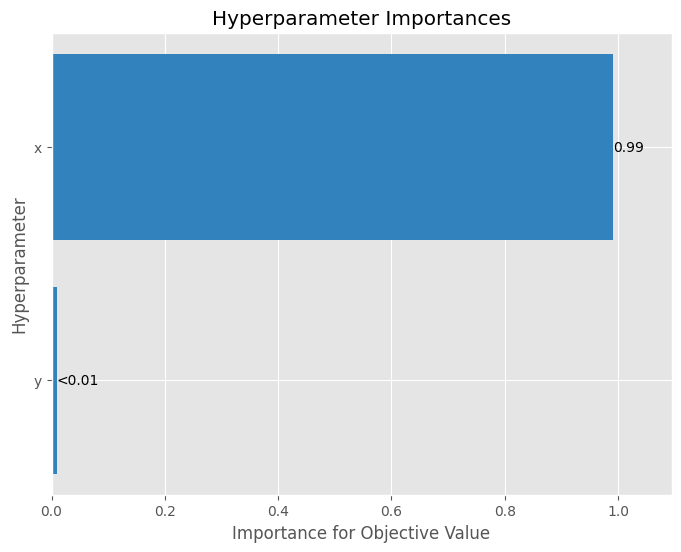 Hyperparameter Importances
Hyperparameter
x
0.99
y
<0.01
0.0 0.2 0.4 0.6 0.8 1.0
Importance for Objective Value